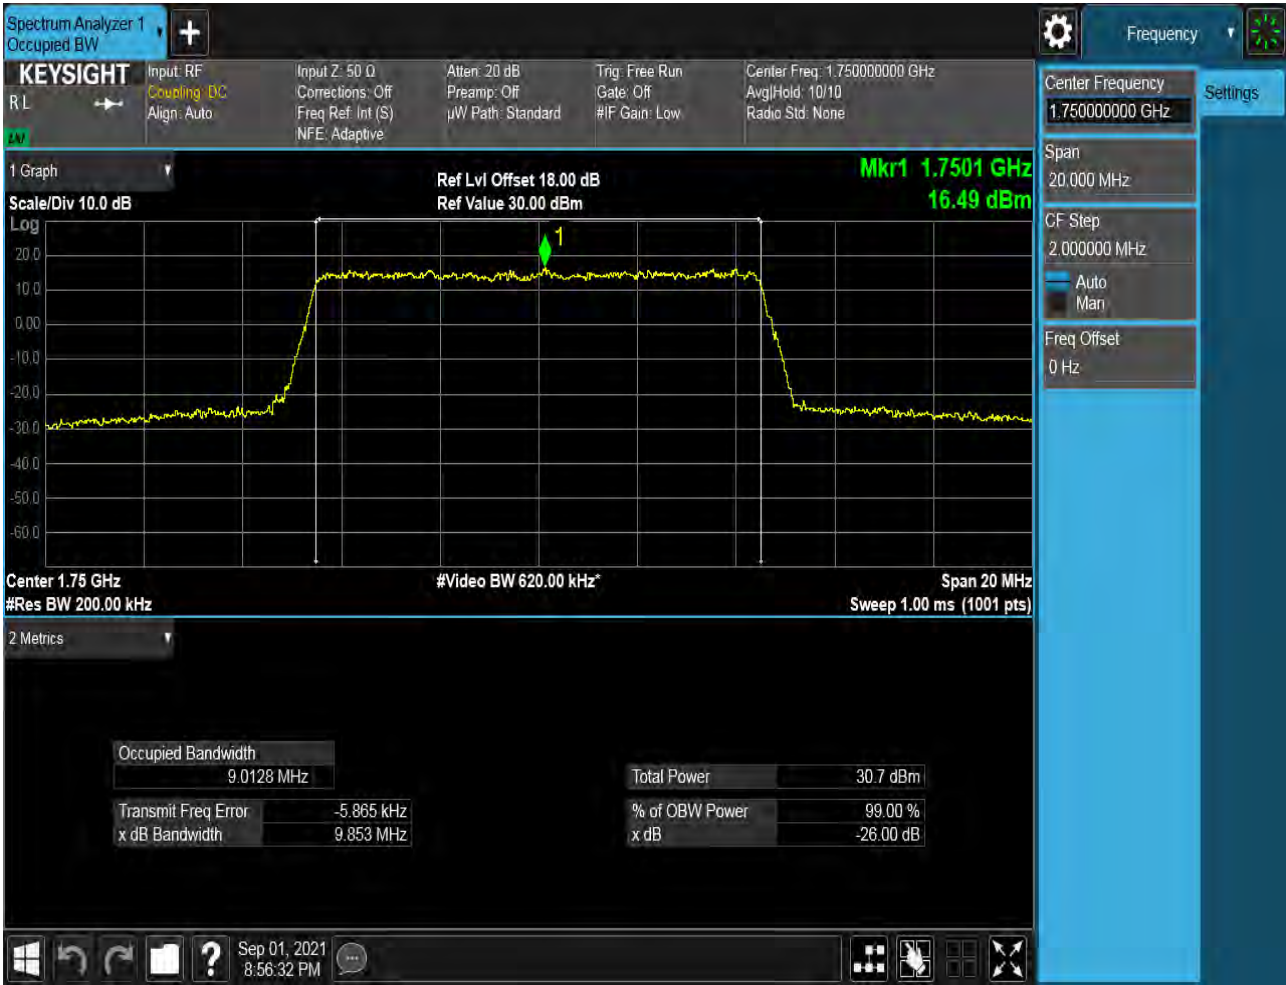 Spectrum Analyzer 1
Occupied BW
Frequency
KEYSIGHT
R L
Input: RF
Coupling: DC
Align: Auto
Input Z: 50 Ω
Corrections: Off
Freq Ref: Int (S)
NFE: Adaptive
Atten: 20 dB
Preamp: Off
µW Path: Standard
Trig: Free Run
Gate: Off
#IF Gain: Low
Center Freq: 1.750000000 GHz
Avg|Hold: 10/10
Radio Std: None
Center Frequency
1.750000000 GHz
Settings
Span
20.000 MHz
CF Step
2.000000 MHz
Auto
Man
Freq Offset
0 Hz
1 Graph
Scale/Div 10.0 dB
Ref Lvl Offset 18.00 dB
Ref Value 30.00 dBm
Mkr1 1.7501 GHz
16.49 dBm
Log
1
20.0
10.0
0.00
-10.0
-20.0
-30.0
-40.0
-50.0
-60.0
Center 1.75 GHz
#Video BW 620.00 kHz*
Span 20 MHz
#Res BW 200.00 kHz
Sweep 1.00 ms (1001 pts)
2 Metrics
Occupied Bandwidth
9.0128 MHz
Total Power 30.7 dBm
Transmit Freq Error -5.865 kHz
% of OBW Power 99.00 %
x dB Bandwidth 9.853 MHz
x dB -26.00 dB
?
Sep 01, 2021
8:56:32 PM